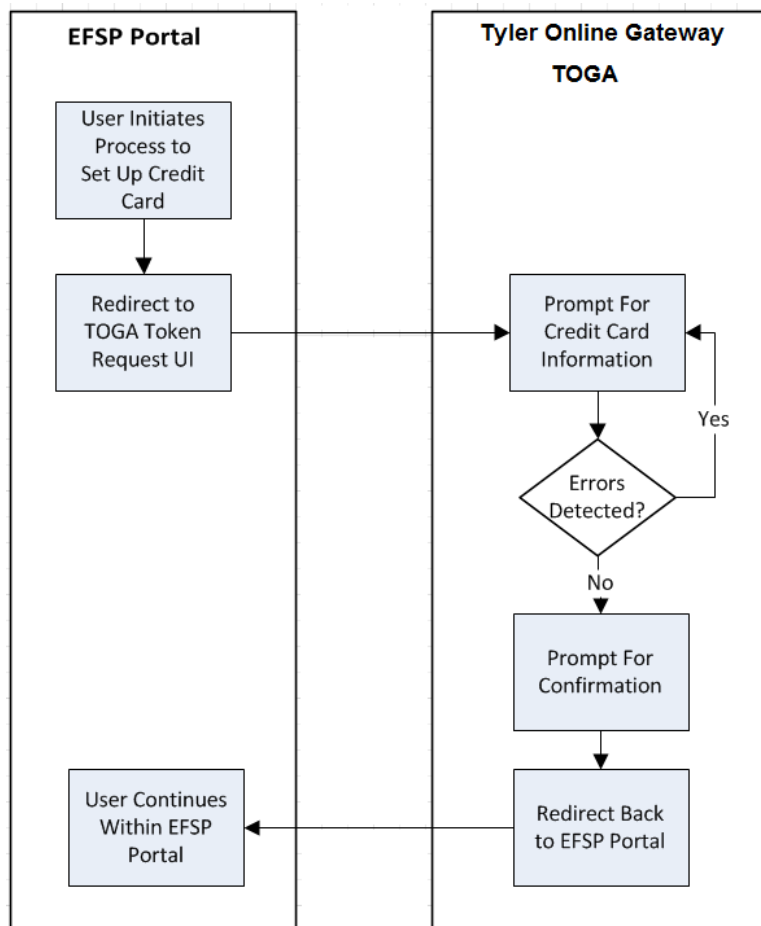 EFSP Portal
User Initiates
Process to
Set Up Credit
Card
Redirect to
TOGA Token
Request UI
User Continues
Within EFSP
Portal
Tyler Online Gateway
TOGA
Prompt For
Credit Card
Information
Yes
Errors
Detected?
No
Prompt For
Confirmation
Redirect Back
to EFSP Portal